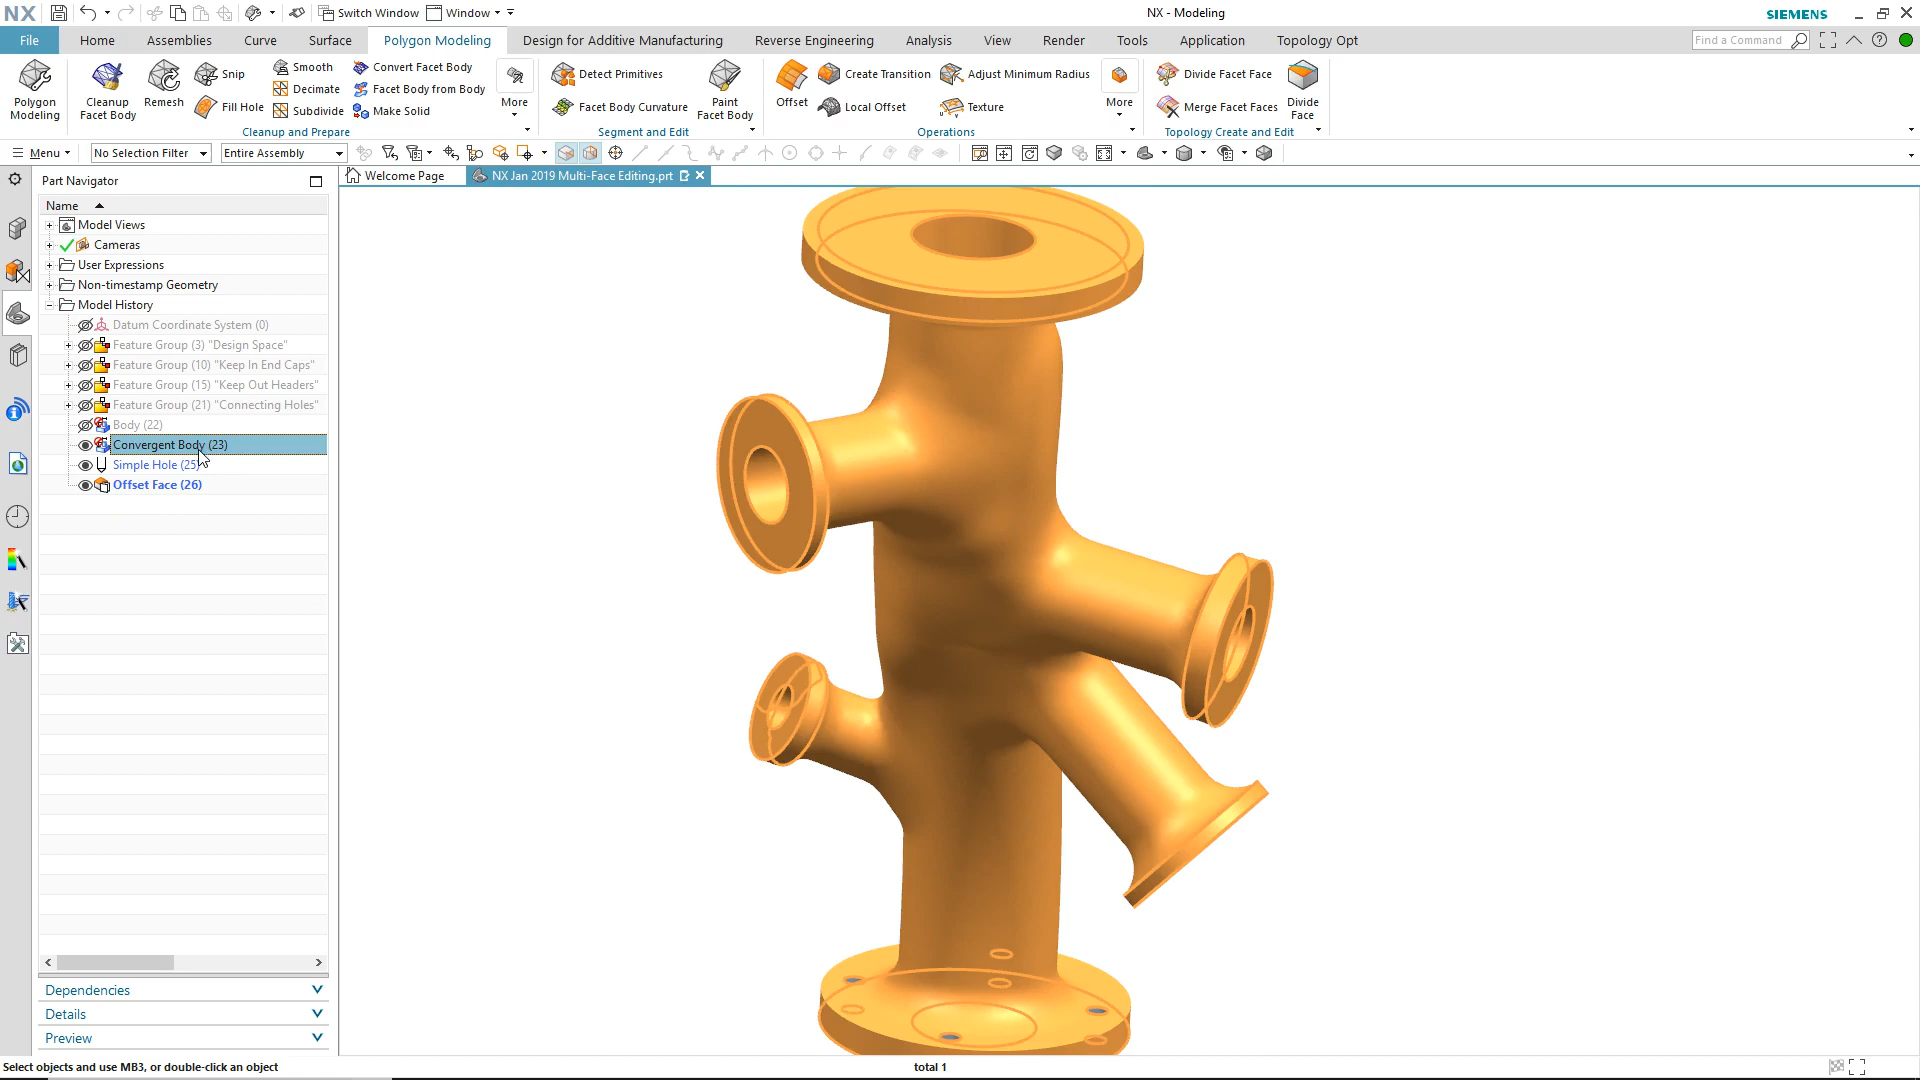 NX Switch Window Window NX - Modeling SIEMENS
File Home Assemblies Curve Surface Polygon Modeling Design for Additive Manufacturing Reverse Engineering Analysis View Render Tools Application Topology Opt Find a Command
Polygon Modeling
Cleanup Facet Body
Remesh
Snip
Fill Hole
Smooth
Decimate
Subdivide
Convert Facet Body
Facet Body from Body
Make Solid
More
Cleanup and Prepare
Detect Primitives
Facet Body Curvature
Paint Facet Body
Segment and Edit
Offset
Create Transition
Local Offset
Adjust Minimum Radius
Texture
More
Operations
Divide Facet Face
Merge Facet Faces
Divide Face
Topology Create and Edit
Menu No Selection Filter Entire Assembly
Part Navigator
Welcome Page NX Jan 2019 Multi-Face Editing.prt
Name
Model Views
Cameras
User Expressions
Non-timestamp Geometry
Model History
Datum Coordinate System (0)
Feature Group (3) "Design Space"
Feature Group (10) "Keep In End Caps"
Feature Group (15) "Keep Out Headers"
Feature Group (21) "Connecting Holes"
Body (22)
Convergent Body (23)
Simple Hole (25)
Offset Face (26)
Dependencies
Details
Preview
Select objects and use MB3, or double-click an object total 1